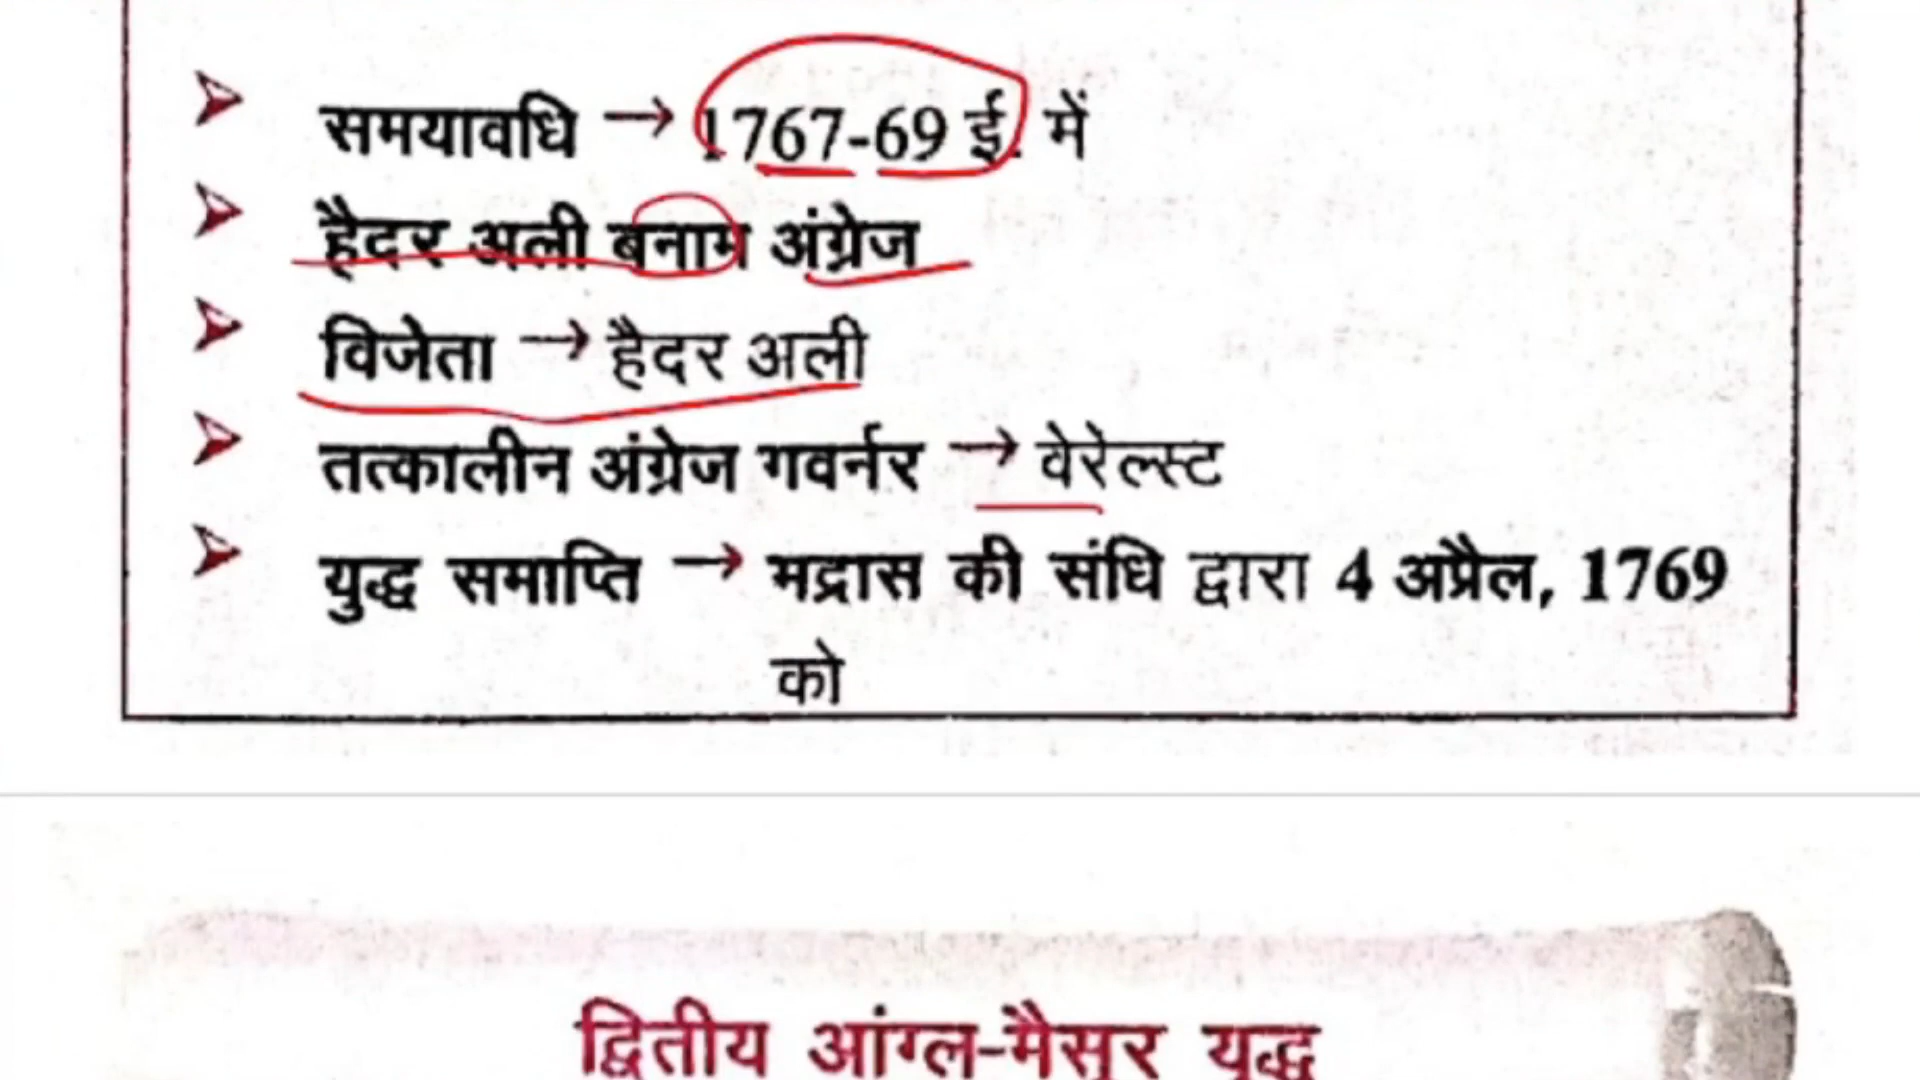 समयावधि → 1767-69 ई. में
हैदर अली बनाम अंग्रेज
विजेता → हैदर अली
तत्कालीन अंग्रेज गवर्नर → वेरेल्स्ट
युद्ध समाप्ति → मद्रास की संधि द्वारा 4 अप्रैल, 1769
को
द्वितीय आंग्ल-मैसूर युद्ध